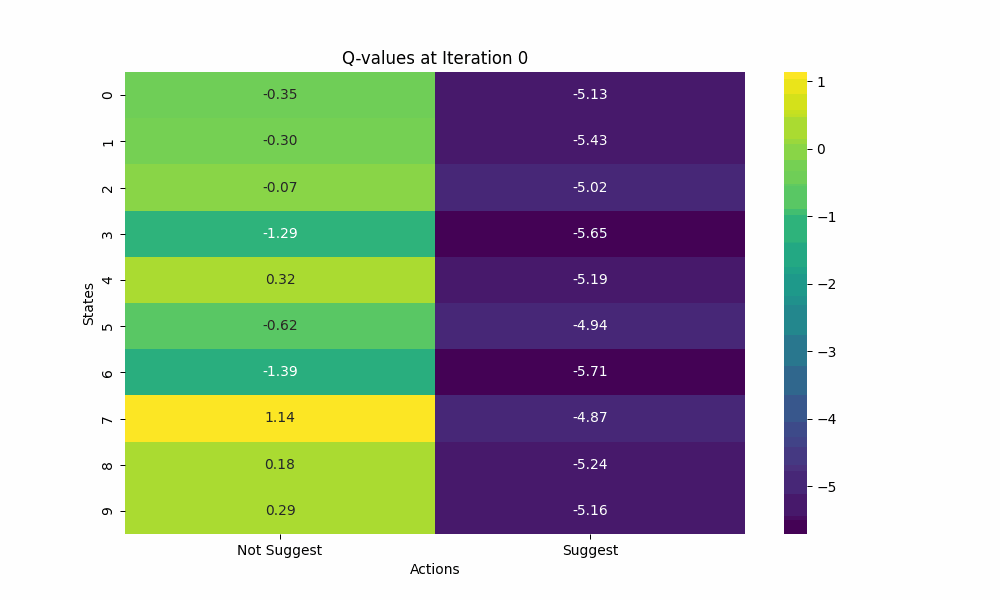 Q-values at Iteration 0
0 -0.35 -5.13
1 -0.30 -5.43
2 -0.07 -5.02
3 -1.29 -5.65
4 0.32 -5.19
5 -0.62 -4.94
6 -1.39 -5.71
7 1.14 -4.87
8 0.18 -5.24
9 0.29 -5.16
States
Not Suggest Suggest
Actions
1
0
−1
−2
−3
−4
−5